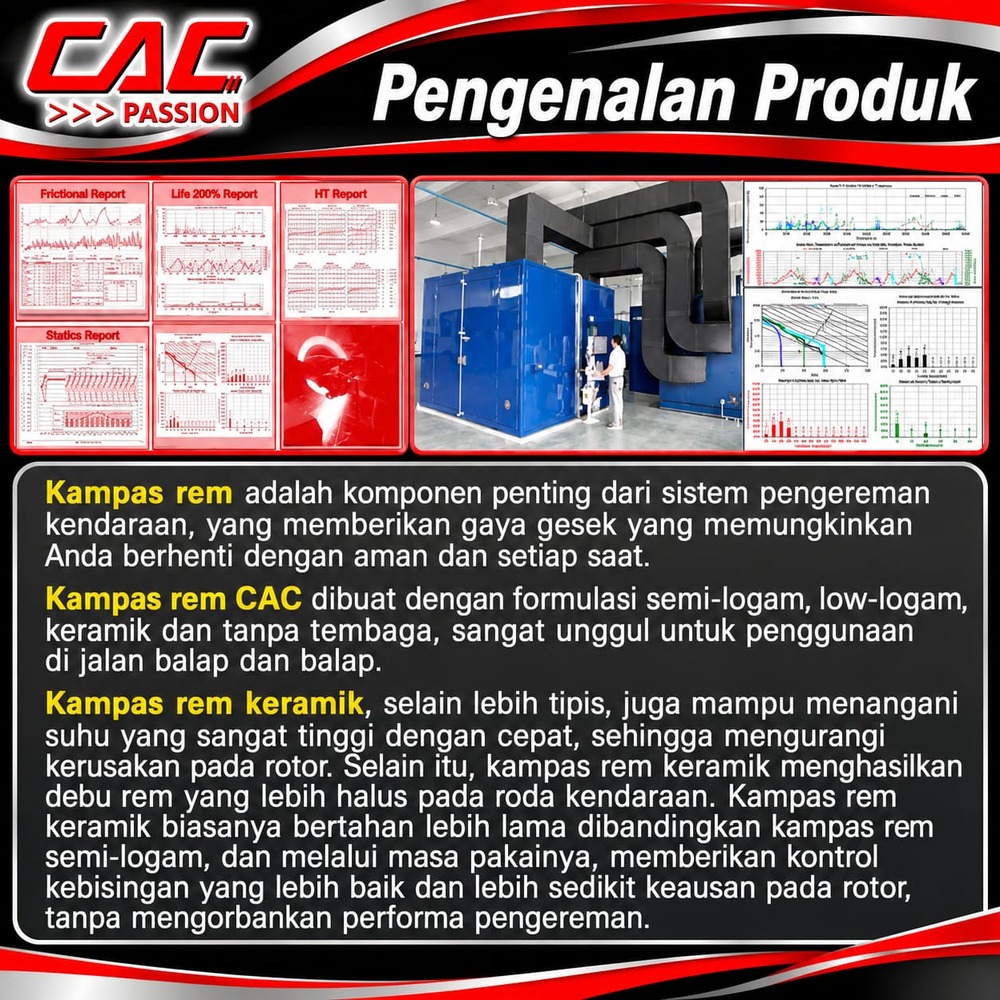 CAC
>>> PASSION
Pengenalan Produk
Frictional Report
Life 200% Report
HT Report
Statics Report
Kampas rem adalah komponen penting dari sistem pengereman
kendaraan, yang memberikan gaya gesek yang memungkinkan
Anda berhenti dengan aman dan setiap saat.
Kampas rem CAC dibuat dengan formulasi semi-logam, low-logam,
keramik dan tanpa tembaga, sangat unggul untuk penggunaan
di jalan balap dan balap.
Kampas rem keramik, selain lebih tipis, juga mampu menangani
suhu yang sangat tinggi dengan cepat, sehingga mengurangi
kerusakan pada rotor. Selain itu, kampas rem keramik menghasilkan
debu rem yang lebih halus pada roda kendaraan. Kampas rem
keramik biasanya bertahan lebih lama dibandingkan kampas rem
semi-logam, dan melalui masa pakainya, memberikan kontrol
kebisingan yang lebih baik dan lebih sedikit keausan pada rotor,
tanpa mengorbankan performa pengereman.